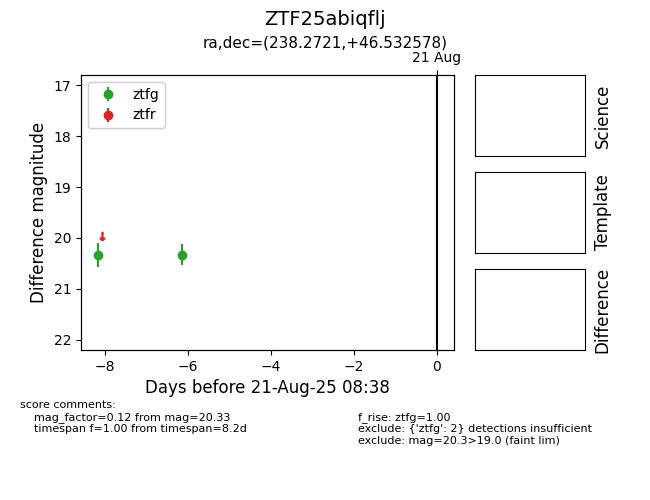 ZTF25abiqflj
ra,dec=(238.2721,+46.532578)
21 Aug
ztfg
ztfr
17
18
19
20
21
22
Difference magnitude
−8
−6
−4
−2
0
Days before 21-Aug-25 08:38
Science
Template
Difference
score comments:
mag_factor=0.12 from mag=20.33
timespan f=1.00 from timespan=8.2d
f_rise: ztfg=1.00
exclude: {'ztfg': 2} detections insufficient
exclude: mag=20.3>19.0 (faint lim)